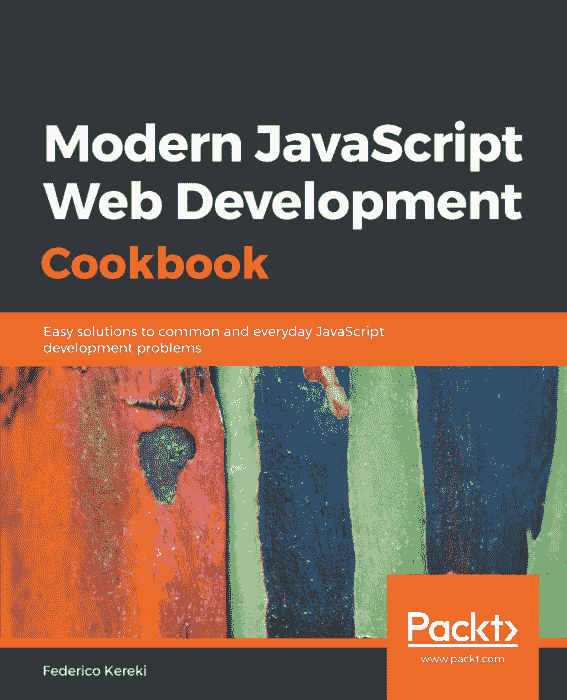 Modern JavaScript
Web Development
Cookbook
Easy solutions to common and everyday JavaScript
development problems
Packt>
www.packt.com
Federico Kereki